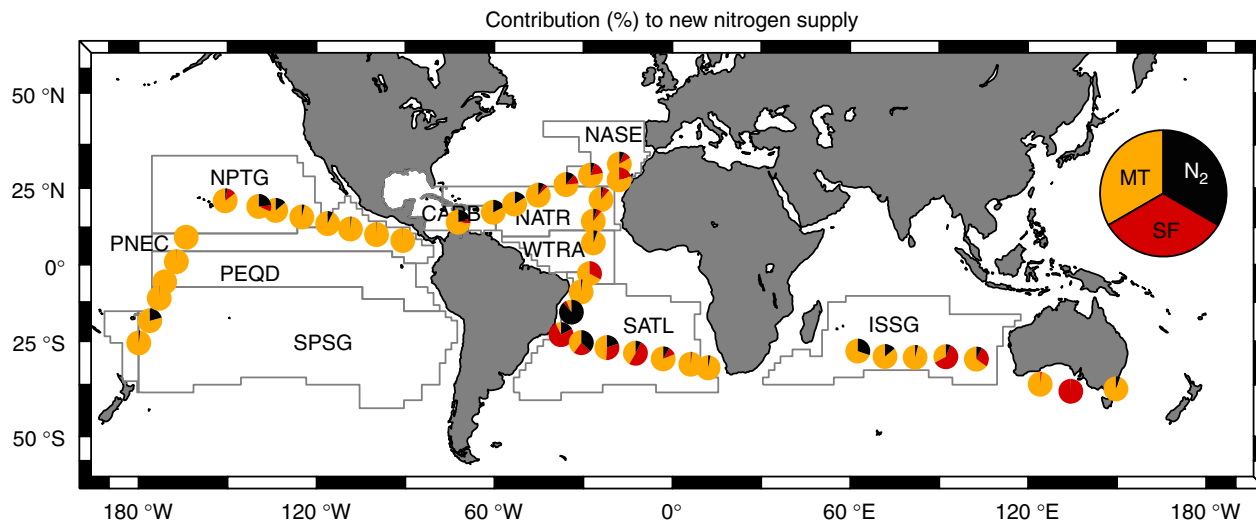 Contribution (%) to new nitrogen supply
50 °N
25 °N
0°
25 °S
50 °S
NASE
NPTG
CARB
NATR
PNEC
WTRA
PEQD
SPSG
SATL
ISSG
MT
N₂
SF
180 °W
120 °W
60 °W
0°
60 °E
120 °E
180 °W